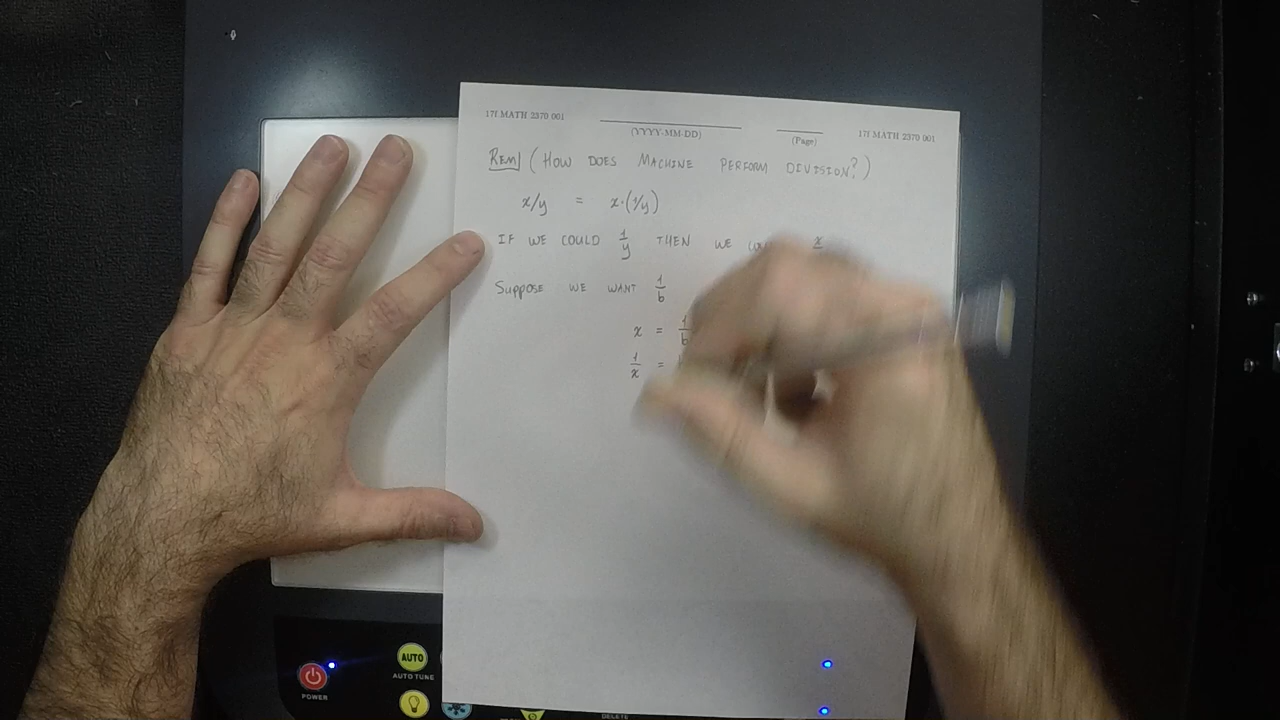 17f MATH 2370 001 (YYYY-MM-DD) (Page) 17f MATH 2370 001
REM (HOW DOES MACHINE PERFORM DIVISION?)
x/y = x·(1/y)
IF WE COULD 1/y THEN WE x
SUPPOSE WE WANT 1/b
x = 1/b
1/x =
AUTO
AUTO TUNE
POWER
DELETE